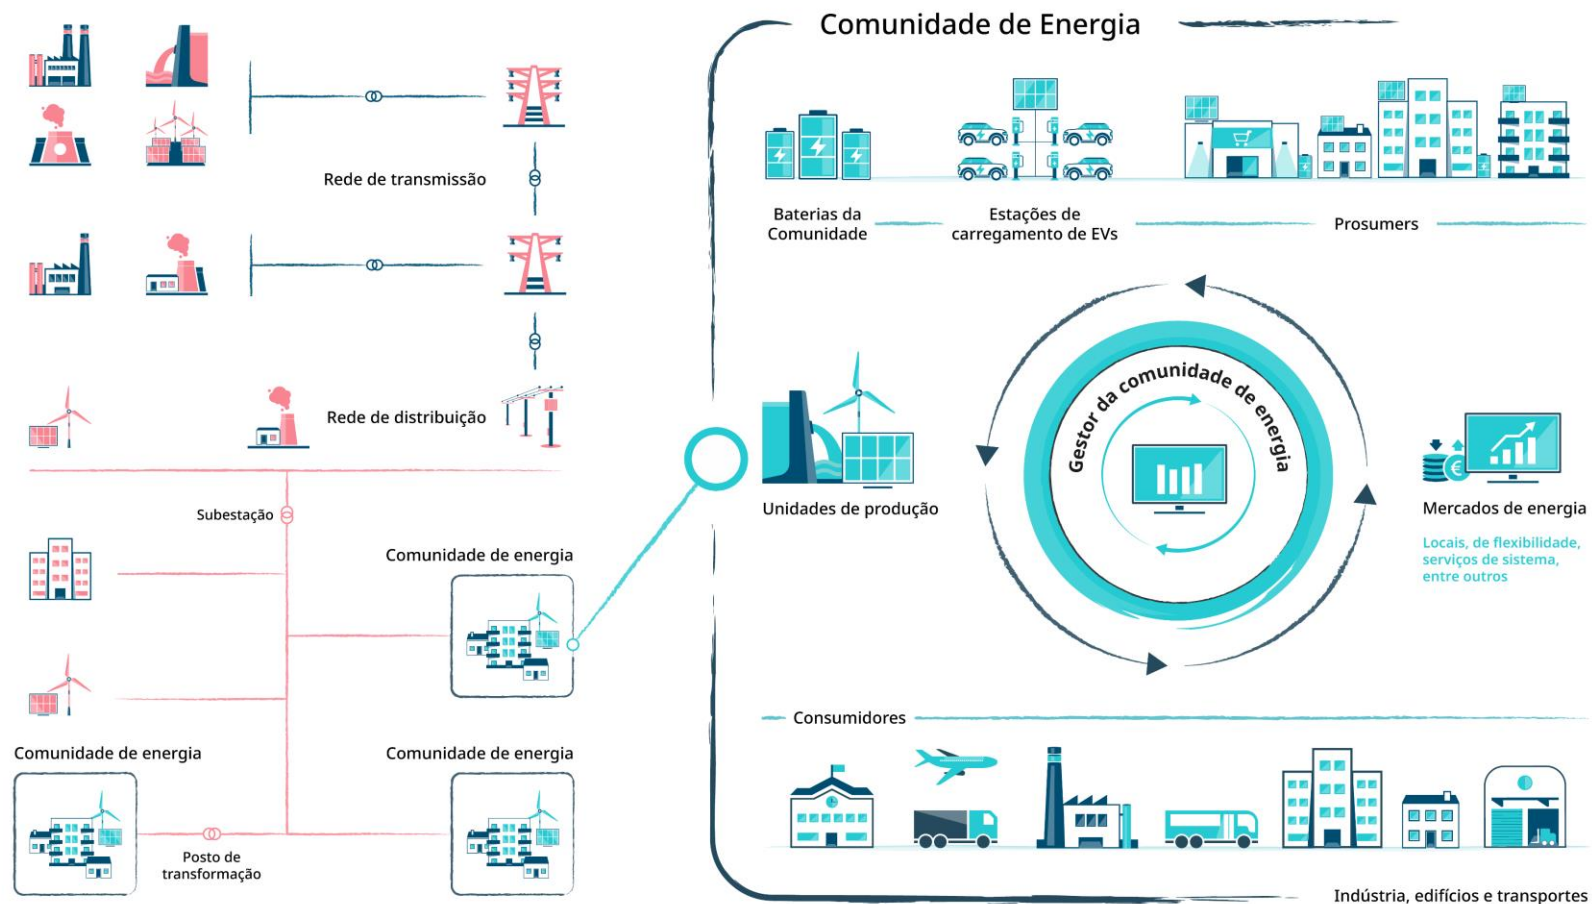 Comunidade de Energia
Rede de transmissão
Rede de distribuição
Subestação
Comunidade de energia
Comunidade de energia
Comunidade de energia
Posto de
transformação
Baterias da
Comunidade
Estações de
carregamento de EVs
Prosumers
Gestor da comunidade de energia
Unidades de produção
Mercados de energia
Locais, de flexibilidade,
serviços de sistema,
entre outros
Consumidores
Indústria, edifícios e transportes